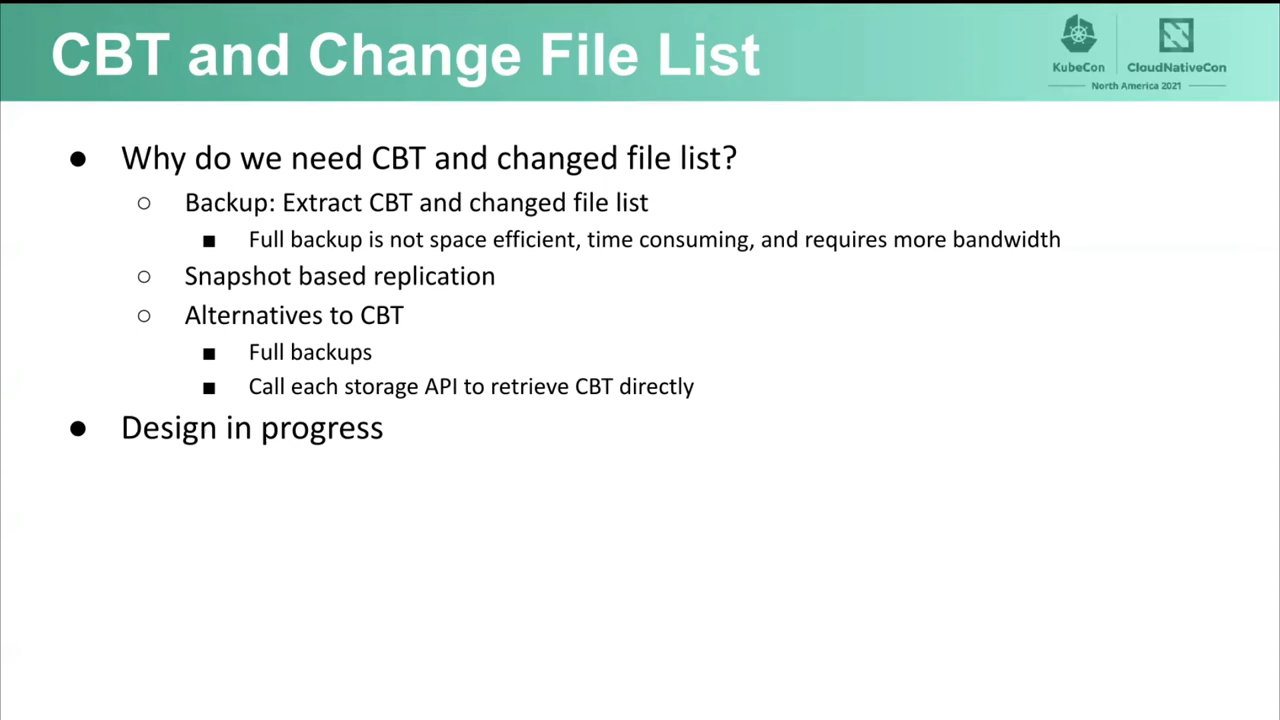 CBT and Change File List
KubeCon
CloudNativeCon
North America 2021
● Why do we need CBT and changed file list?
○ Backup: Extract CBT and changed file list
■ Full backup is not space efficient, time consuming, and requires more bandwidth
○ Snapshot based replication
○ Alternatives to CBT
■ Full backups
■ Call each storage API to retrieve CBT directly
● Design in progress